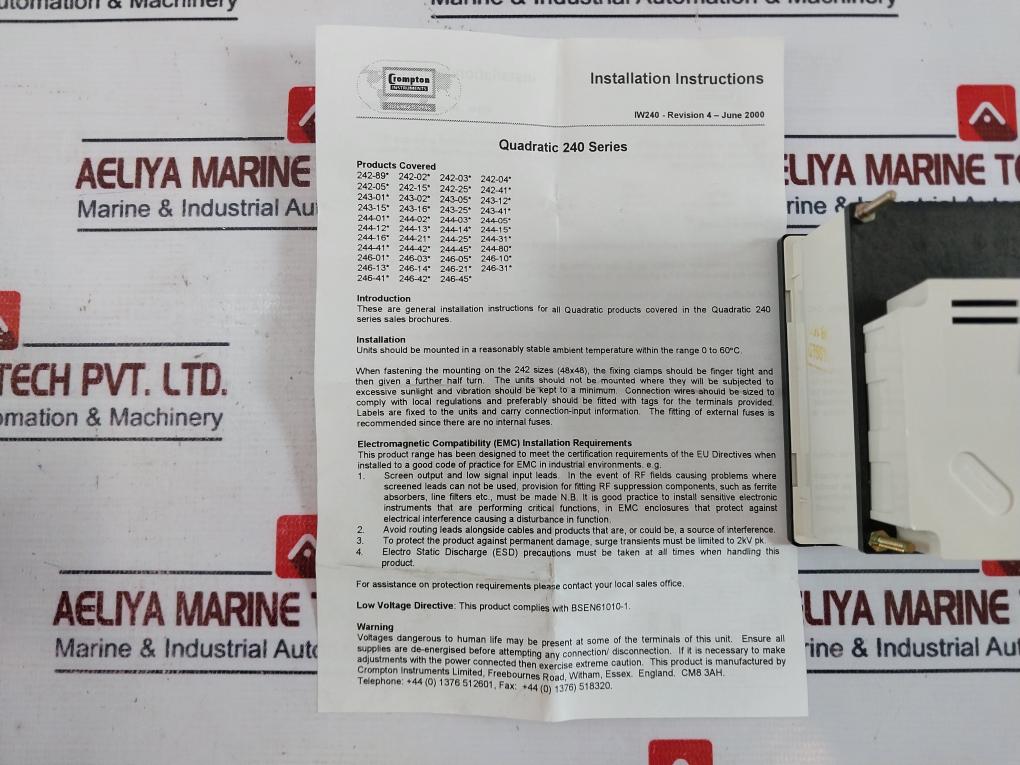 utomation & Machinery
Marine & Industrial Automation & Machinery
AELIYA MARINE
Marine & Industrial Aut
TECH PVT. LTD.
omation & Machinery
AELIYA MARINE T
Marine & Industrial Auto
ELIYA MARINE TE
rine &
LIYA MARINE
rine & Industrial Aut
Crompton
INSTRUMENTS
Installation Instructions
IW240 - Revision 4 – June 2000
Quadratic 240 Series
Products Covered
242-89* 242-02* 242-03* 242-04*
242-05* 242-15* 242-25* 242-41*
243-01* 243-02* 243-05* 243-12*
243-15* 243-16* 243-25* 243-41*
244-01* 244-02* 244-03* 244-05*
244-12* 244-13* 244-14* 244-15*
244-16* 244-21* 244-25* 244-31*
244-41* 244-42* 244-45* 244-80*
246-01* 246-03* 246-05* 246-10*
246-13* 246-14* 246-21* 246-31*
246-41* 246-42* 246-45*
Introduction
These are general installation instructions for all Quadratic products covered in the Quadratic 240
series sales brochures.
Installation
Units should be mounted in a reasonably stable ambient temperature within the range 0 to 60°C.
When fastening the mounting on the 242 sizes (48x48), the fixing clamps should be finger tight and
then given a further half turn. The units should not be mounted where they will be subjected to
excessive sunlight and vibration should be kept to a minimum. Connection wires should be sized to
comply with local regulations and preferably should be fitted with tags for the terminals provided.
Labels are fixed to the units and carry connection-input information. The fitting of external fuses is
recommended since there are no internal fuses.
Electromagnetic Compatibility (EMC) Installation Requirements
This product range has been designed to meet the certification requirements of the EU Directives when
installed to a good code of practice for EMC in industrial environments. e.g.
1. Screen output and low signal input leads. In the event of RF fields causing problems where
screened leads can not be used, provision for fitting RF suppression components, such as ferrite
absorbers, line filters etc., must be made N.B. It is good practice to install sensitive electronic
instruments that are performing critical functions, in EMC enclosures that protect against
electrical interference causing a disturbance in function.
2. Avoid routing leads alongside cables and products that are, or could be, a source of interference.
3. To protect the product against permanent damage, surge transients must be limited to 2kV pk.
4. Electro Static Discharge (ESD) precautions must be taken at all times when handling this
product.
For assistance on protection requirements please contact your local sales office.
Low Voltage Directive: This product complies with BSEN61010-1.
Warning
Voltages dangerous to human life may be present at some of the terminals of this unit. Ensure all
supplies are de-energised before attempting any connection/ disconnection. If it is necessary to make
adjustments with the power connected then exercise extreme caution. This product is manufactured by
Crompton Instruments Limited, Freebournes Road, Witham, Essex. England. CM8 3AH.
Telephone: +44 (0) 1376 512601, Fax: +44 (0) 1376) 518320.